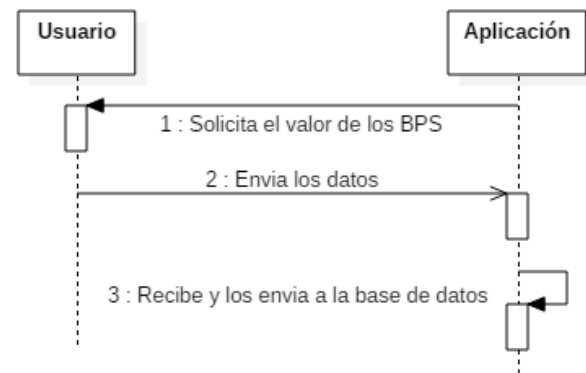 Usuario
Aplicación
1 : Solicita el valor de los BPS
2 : Envia los datos
3 : Recibe y los envia a la base de datos